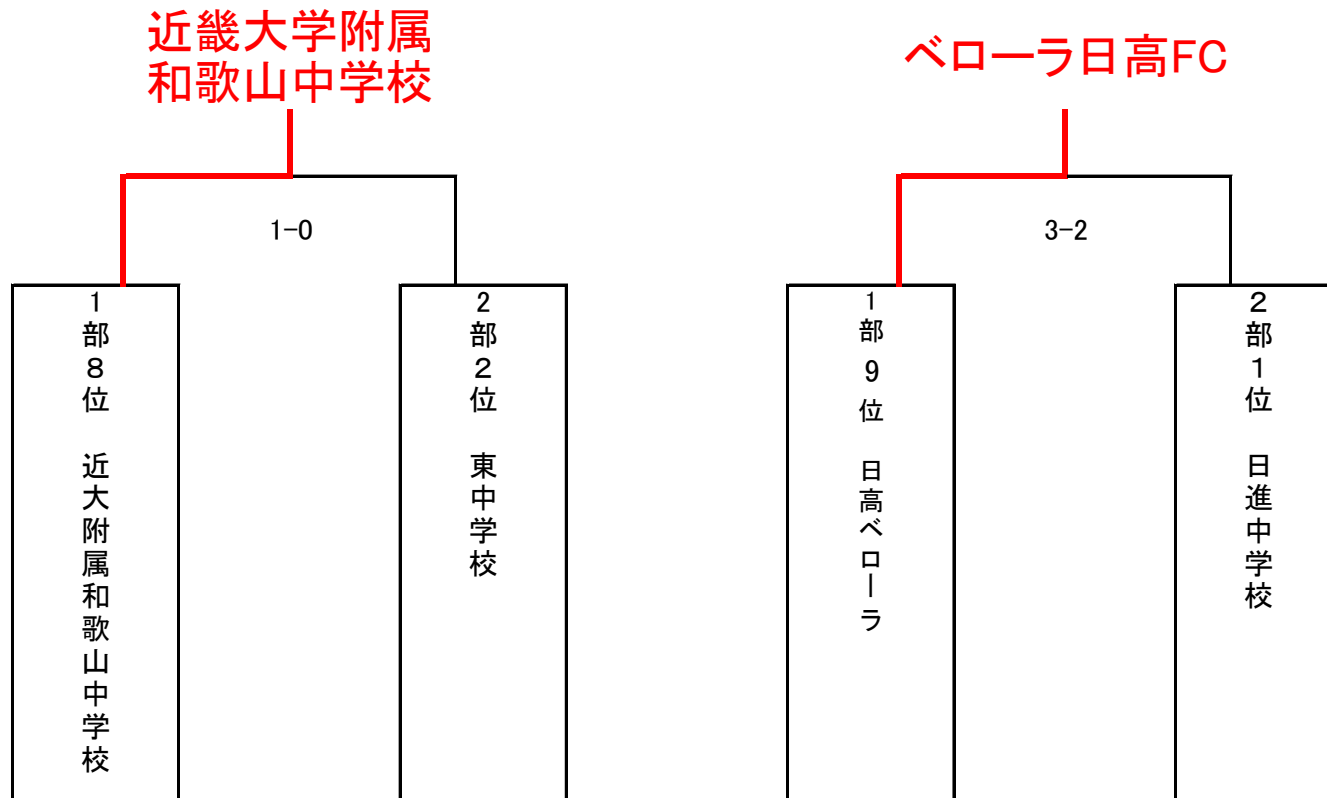 近畿大学附属
和歌山中学校
ベローラ日高FC
1-0
3-2
1部8位　近大附属和歌山中学校
2部2位　東中学校
1部9位　日高ベローラ
2部1位　日進中学校